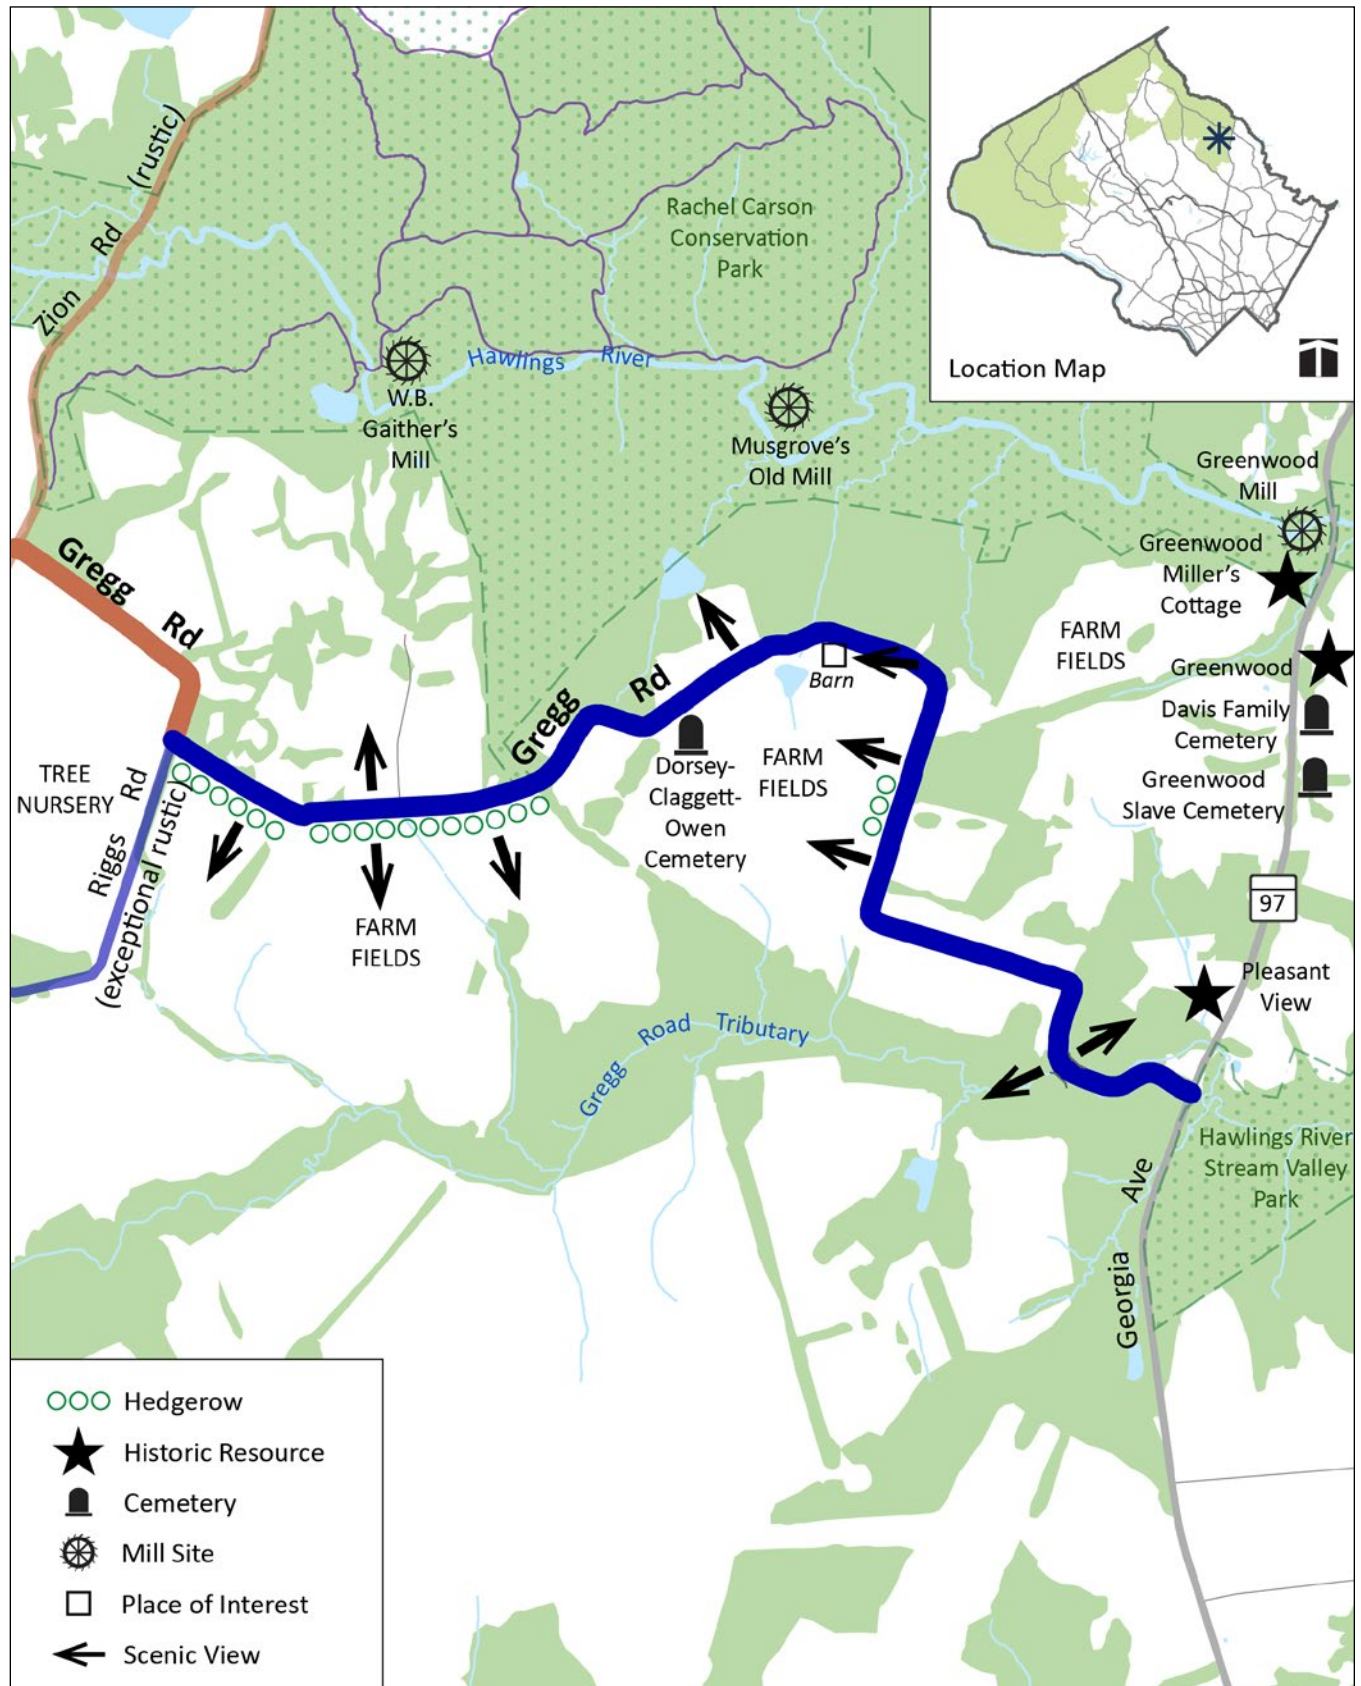 Location Map
Zion Rd (rustic)
Rachel Carson
Conservation
Park
Hawlings River
W.B.
Gaither's
Mill
Musgrove's
Old Mill
Greenwood
Mill
Greenwood
Miller's
Cottage
FARM
FIELDS
Greenwood
Davis Family
Cemetery
Greenwood
Slave Cemetery
Gregg Rd
Gregg Rd
Barn
TREE
NURSERY
Riggs Rd
(exceptional rustic)
FARM
FIELDS
Dorsey-
Claggett-
Owen
Cemetery
FARM
FIELDS
97
Pleasant
View
Gregg Road Tributary
Hawlings River
Stream Valley
Park
Georgia Ave
Hedgerow
Historic Resource
Cemetery
Mill Site
Place of Interest
Scenic View